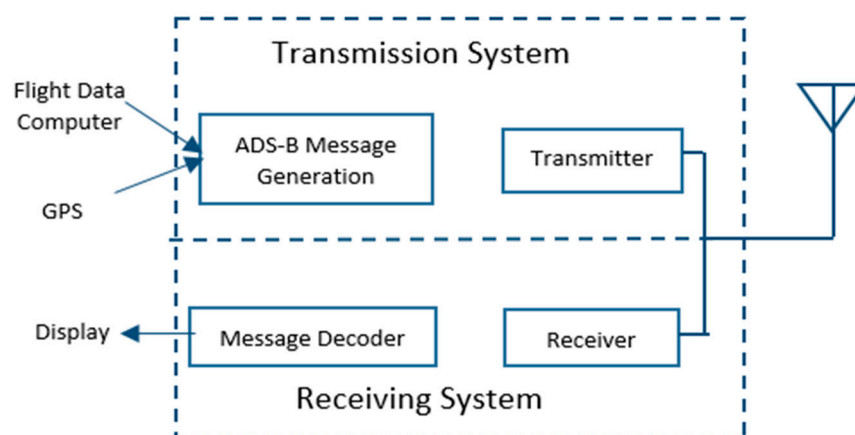 Transmission System
Flight Data
Computer
ADS-B Message
Generation
Transmitter
GPS
Display
Message Decoder
Receiver
Receiving System